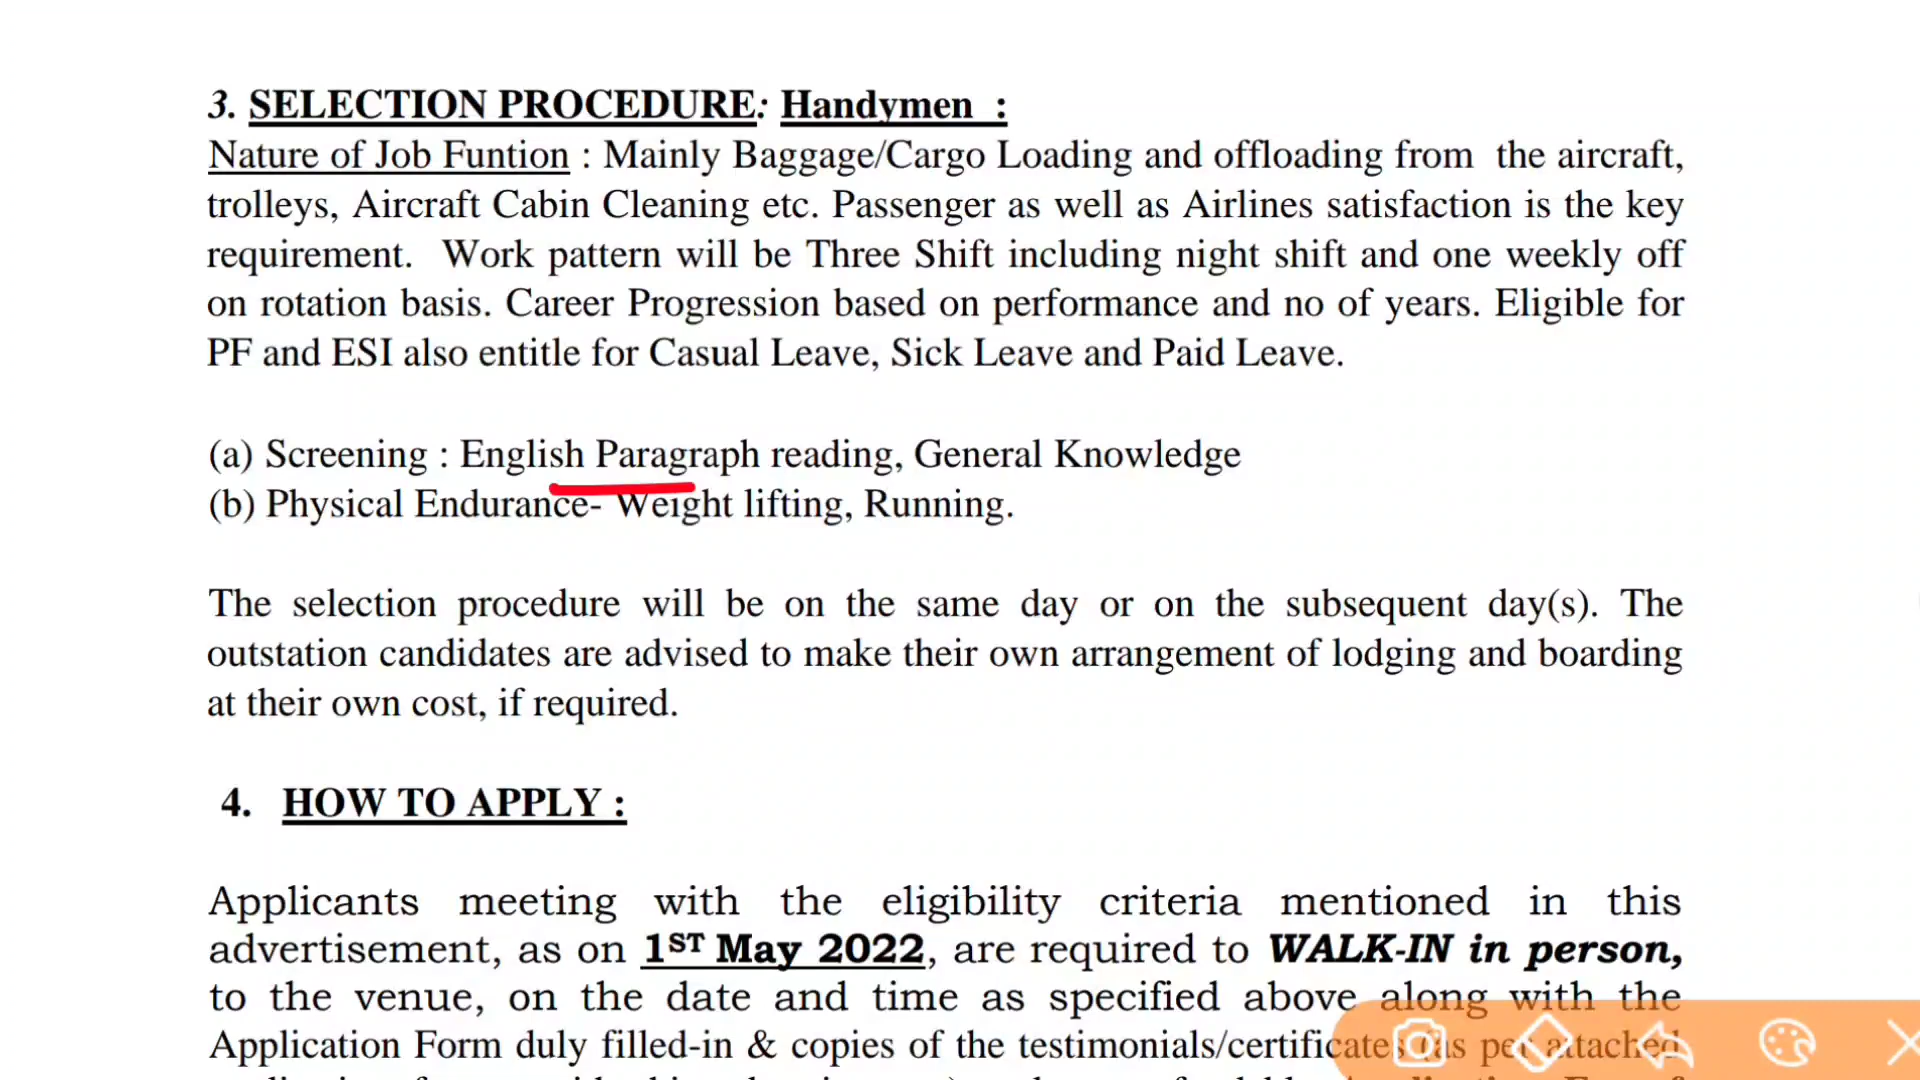 3. SELECTION PROCEDURE: Handymen :
Nature of Job Funtion : Mainly Baggage/Cargo Loading and offloading from the aircraft,
trolleys, Aircraft Cabin Cleaning etc. Passenger as well as Airlines satisfaction is the key
requirement. Work pattern will be Three Shift including night shift and one weekly off
on rotation basis. Career Progression based on performance and no of years. Eligible for
PF and ESI also entitle for Casual Leave, Sick Leave and Paid Leave.
(a) Screening : English Paragraph reading, General Knowledge
(b) Physical Endurance- Weight lifting, Running.
The selection procedure will be on the same day or on the subsequent day(s). The
outstation candidates are advised to make their own arrangement of lodging and boarding
at their own cost, if required.
4. HOW TO APPLY :
Applicants meeting with the eligibility criteria mentioned in this
advertisement, as on 1ST May 2022, are required to WALK-IN in person,
to the venue, on the date and time as specified above along with the
Application Form duly filled-in & copies of the testimonials/certificates (as per attached